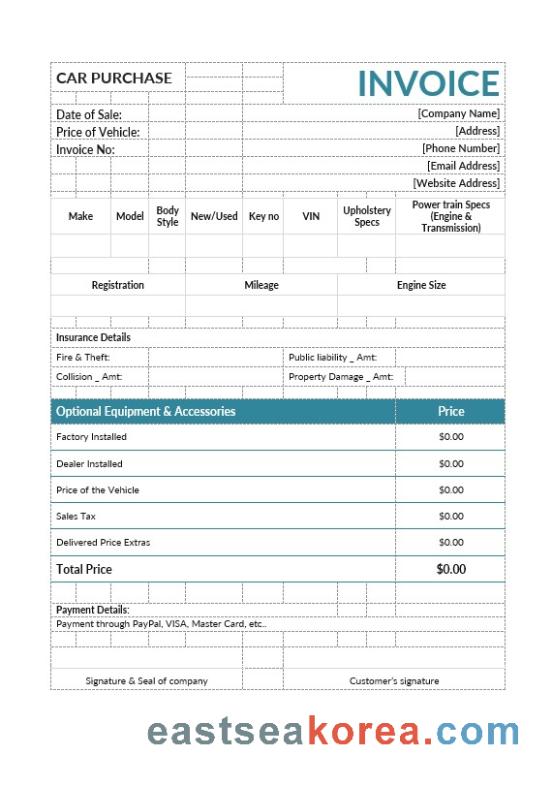 CAR PURCHASE INVOICE
Date of Sale: [Company Name]
Price of Vehicle: [Address]
Invoice No: [Phone Number]
[Email Address]
[Website Address]
Make Model Body Style New/Used Key no VIN Upholstery Specs Power train Specs (Engine & Transmission)
Registration Mileage Engine Size
Insurance Details
Fire & Theft: Public liability _ Amt:
Collision _ Amt: Property Damage _ Amt:
Optional Equipment & Accessories Price
Factory Installed $0.00
Dealer Installed $0.00
Price of the Vehicle $0.00
Sales Tax $0.00
Delivered Price Extras $0.00
Total Price $0.00
Payment Details:
Payment through PayPal, VISA, Master Card, etc..
Signature & Seal of company Customer's signature
eastseakorea.com